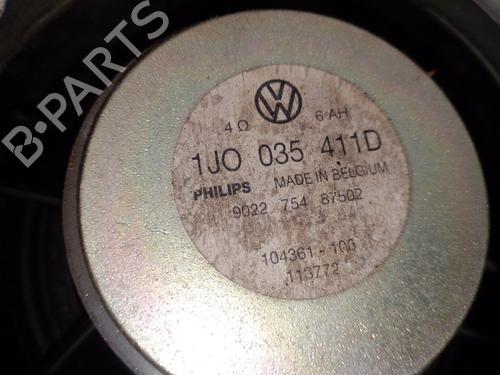 4 Ω 6 AH
1J0 035 411D
PHILIPS MADE IN BELGIUM
9022 754 87502
104361-100
113772
B-PARTS